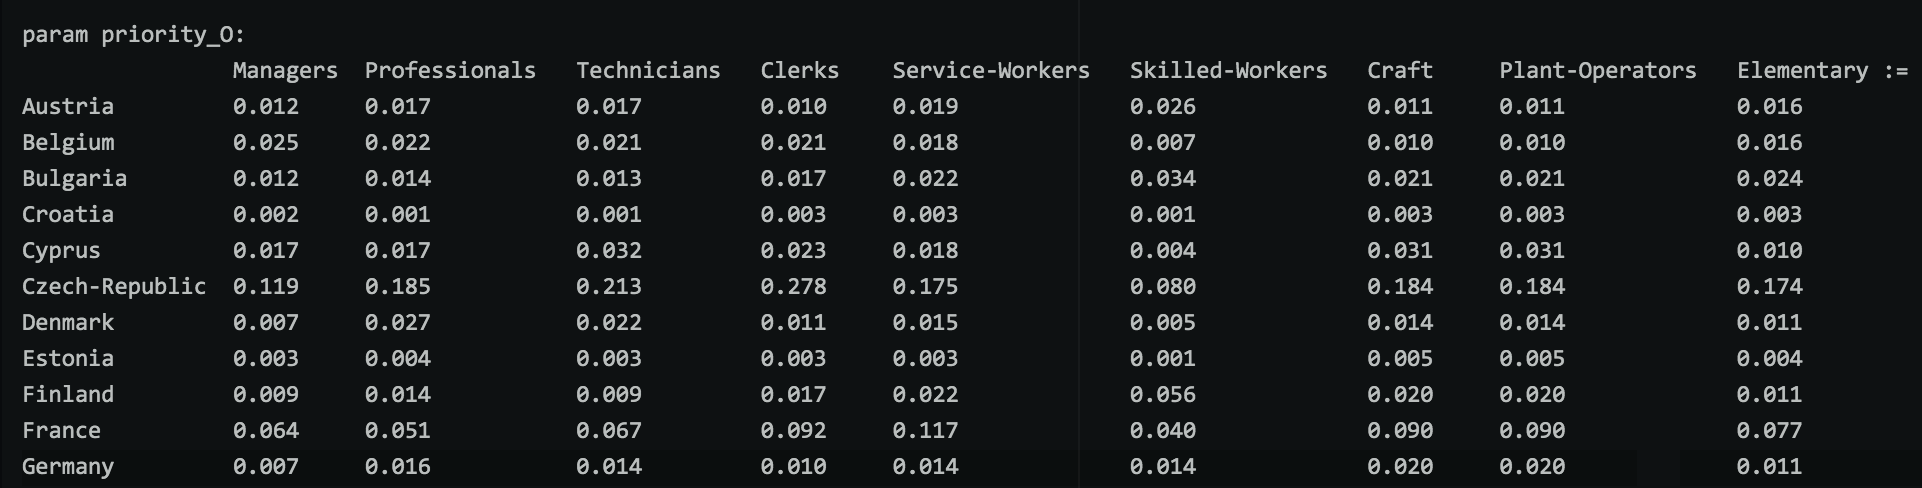 param priority_O:
Managers Professionals Technicians Clerks Service-Workers Skilled-Workers Craft Plant-Operators Elementary :=
Austria 0.012 0.017 0.017 0.010 0.019 0.026 0.011 0.011 0.016
Belgium 0.025 0.022 0.021 0.021 0.018 0.007 0.010 0.010 0.016
Bulgaria 0.012 0.014 0.013 0.017 0.022 0.034 0.021 0.021 0.024
Croatia 0.002 0.001 0.001 0.003 0.003 0.001 0.003 0.003 0.003
Cyprus 0.017 0.017 0.032 0.023 0.018 0.004 0.031 0.031 0.010
Czech-Republic 0.119 0.185 0.213 0.278 0.175 0.080 0.184 0.184 0.174
Denmark 0.007 0.027 0.022 0.011 0.015 0.005 0.014 0.014 0.011
Estonia 0.003 0.004 0.003 0.003 0.003 0.001 0.005 0.005 0.004
Finland 0.009 0.014 0.009 0.017 0.022 0.056 0.020 0.020 0.011
France 0.064 0.051 0.067 0.092 0.117 0.040 0.090 0.090 0.077
Germany 0.007 0.016 0.014 0.010 0.014 0.014 0.020 0.020 0.011